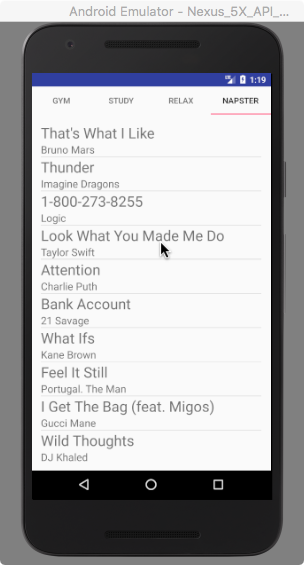 Android Emulator - Nexus_5X_API_...
1:19
GYM STUDY RELAX NAPSTER
That's What I Like
Bruno Mars
Thunder
Imagine Dragons
1-800-273-8255
Logic
Look What You Made Me Do
Taylor Swift
Attention
Charlie Puth
Bank Account
21 Savage
What Ifs
Kane Brown
Feel It Still
Portugal. The Man
I Get The Bag (feat. Migos)
Gucci Mane
Wild Thoughts
DJ Khaled